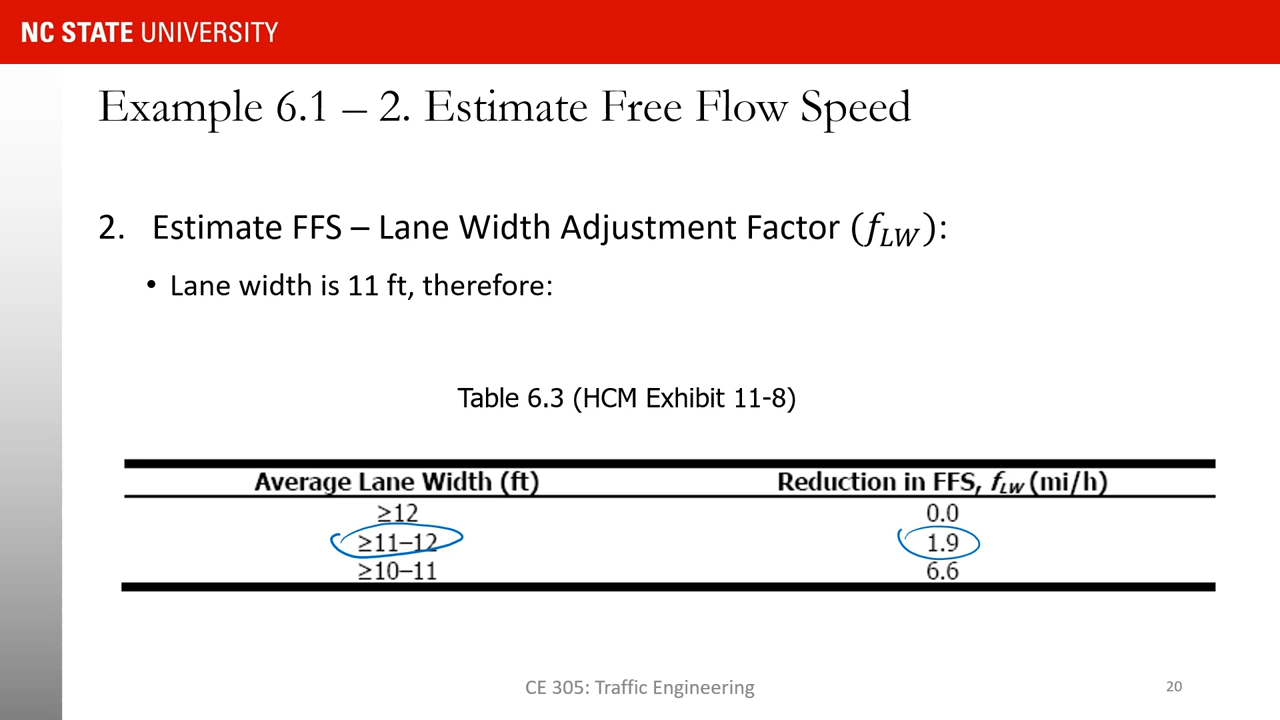 NC STATE UNIVERSITY
Example 6.1 – 2. Estimate Free Flow Speed
2. Estimate FFS – Lane Width Adjustment Factor (f_LW):
• Lane width is 11 ft, therefore:
Table 6.3 (HCM Exhibit 11-8)
Average Lane Width (ft) Reduction in FFS, f_LW (mi/h)
≥12 0.0
≥11–12 1.9
≥10–11 6.6
CE 305: Traffic Engineering 20